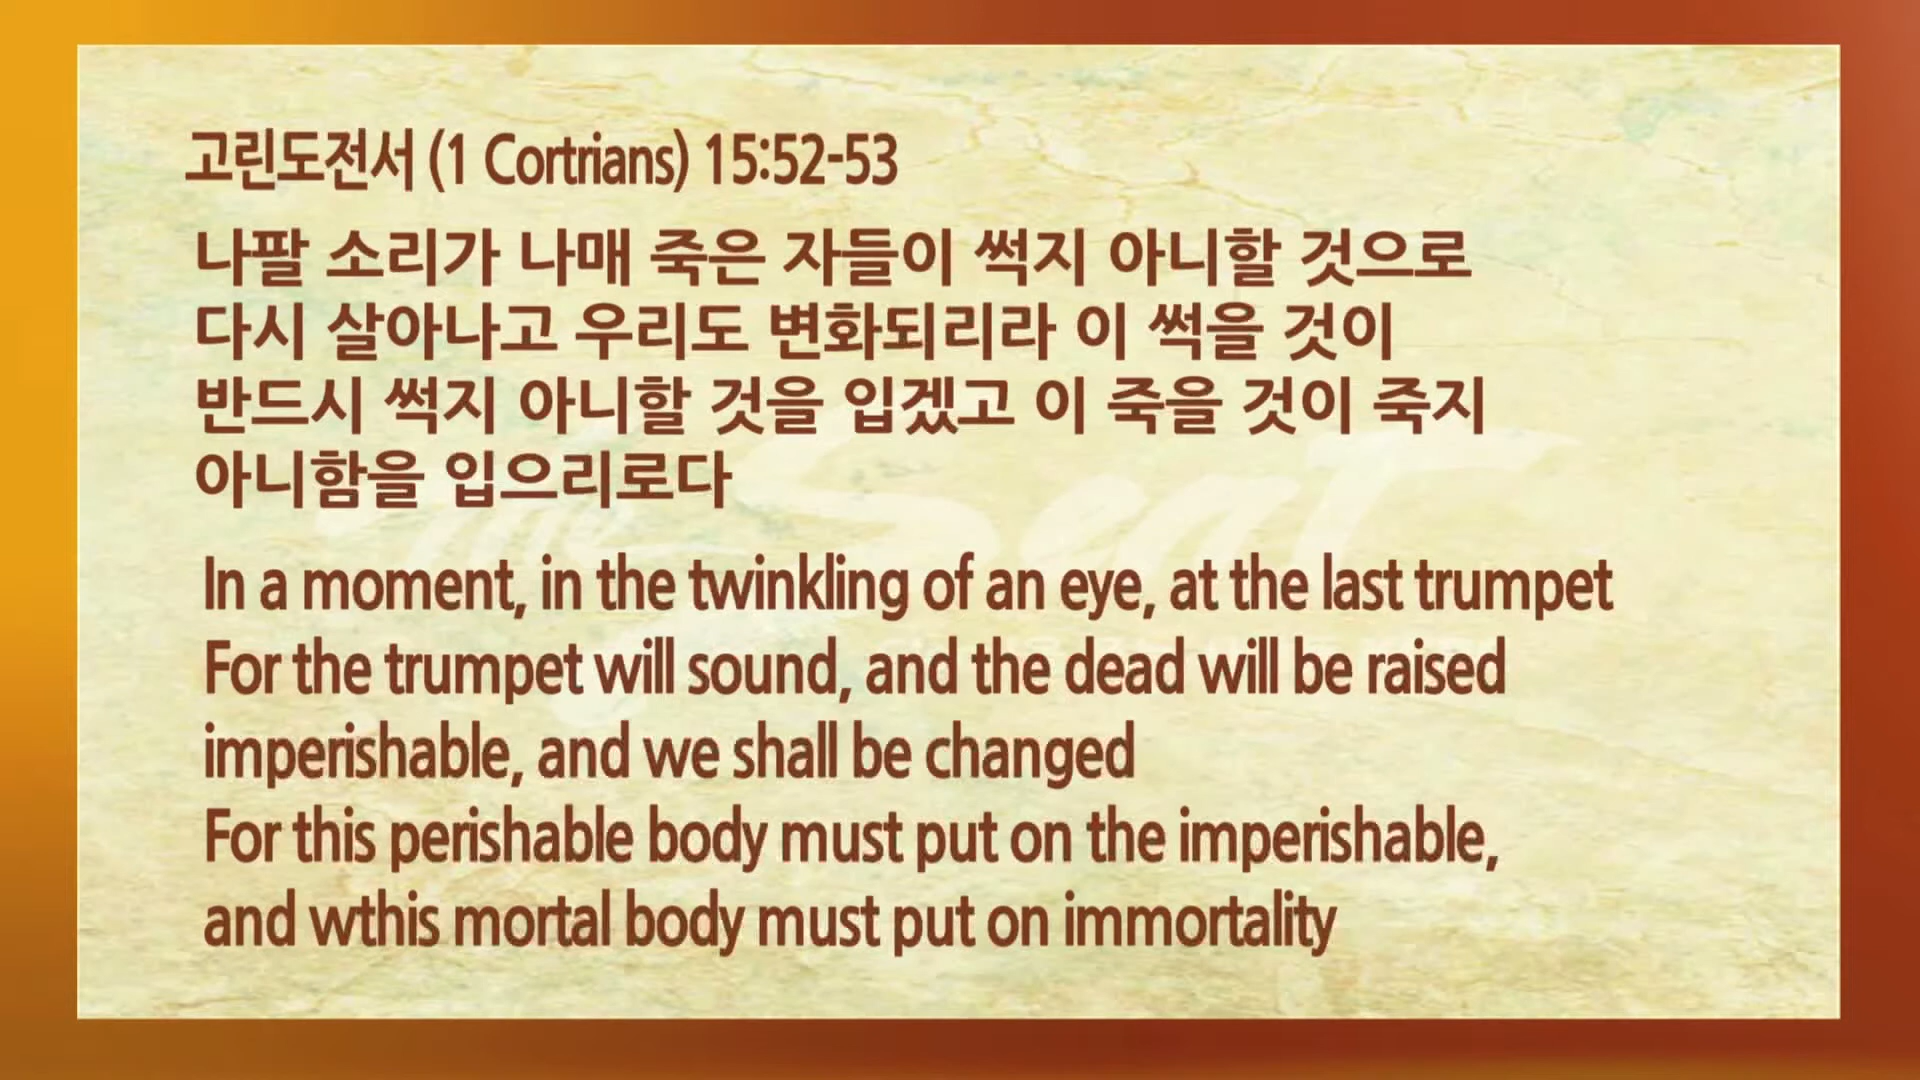 고린도전서 (1 Cortrians) 15:52-53
나팔 소리가 나매 죽은 자들이 썩지 아니할 것으로
다시 살아나고 우리도 변화되리라 이 썩을 것이
반드시 썩지 아니할 것을 입겠고 이 죽을 것이 죽지
아니함을 입으리로다
The Seat
In a moment, in the twinkling of an eye, at the last trumpet
For the trumpet will sound, and the dead will be raised
imperishable, and we shall be changed
For this perishable body must put on the imperishable,
and wthis mortal body must put on immortality